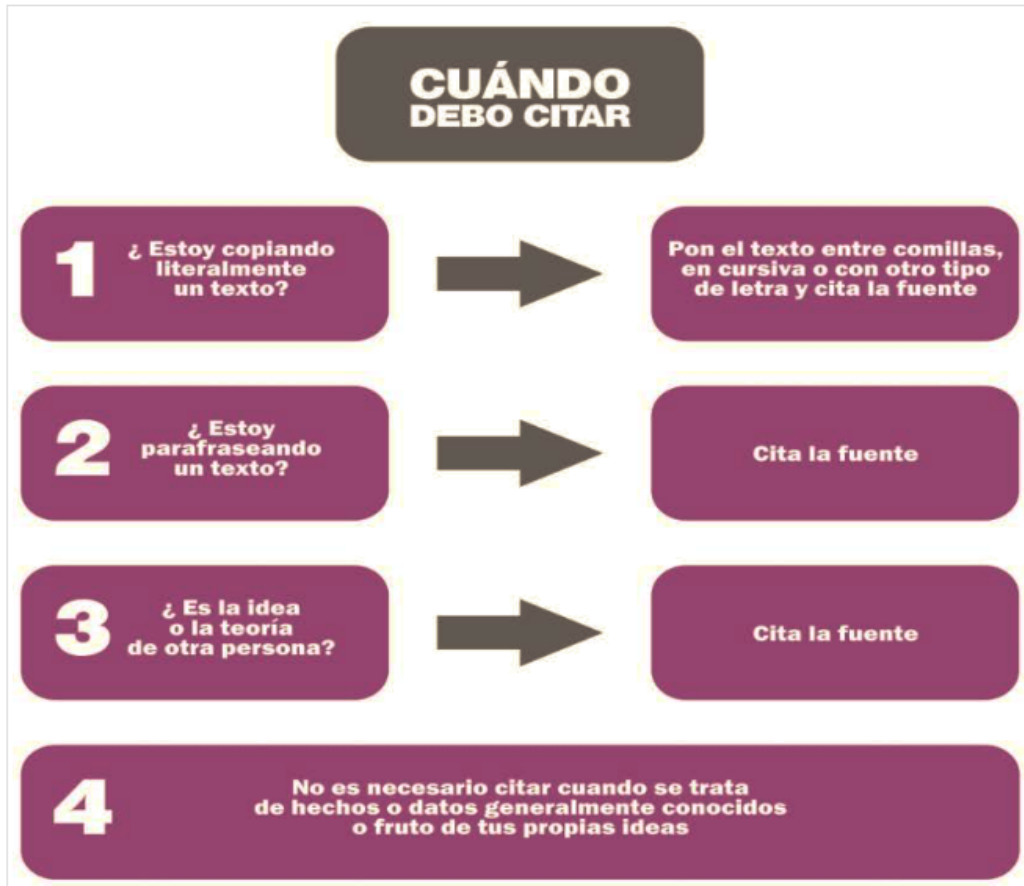 CUÁNDO
DEBO CITAR
1
¿ Estoy copiando
literalmente
un texto?
Pon el texto entre comillas,
en cursiva o con otro tipo
de letra y cita la fuente
2
¿ Estoy
parafraseando
un texto?
Cita la fuente
3
¿ Es la idea
o la teoría
de otra persona?
Cita la fuente
4
No es necesario citar cuando se trata
de hechos o datos generalmente conocidos
o fruto de tus propias ideas